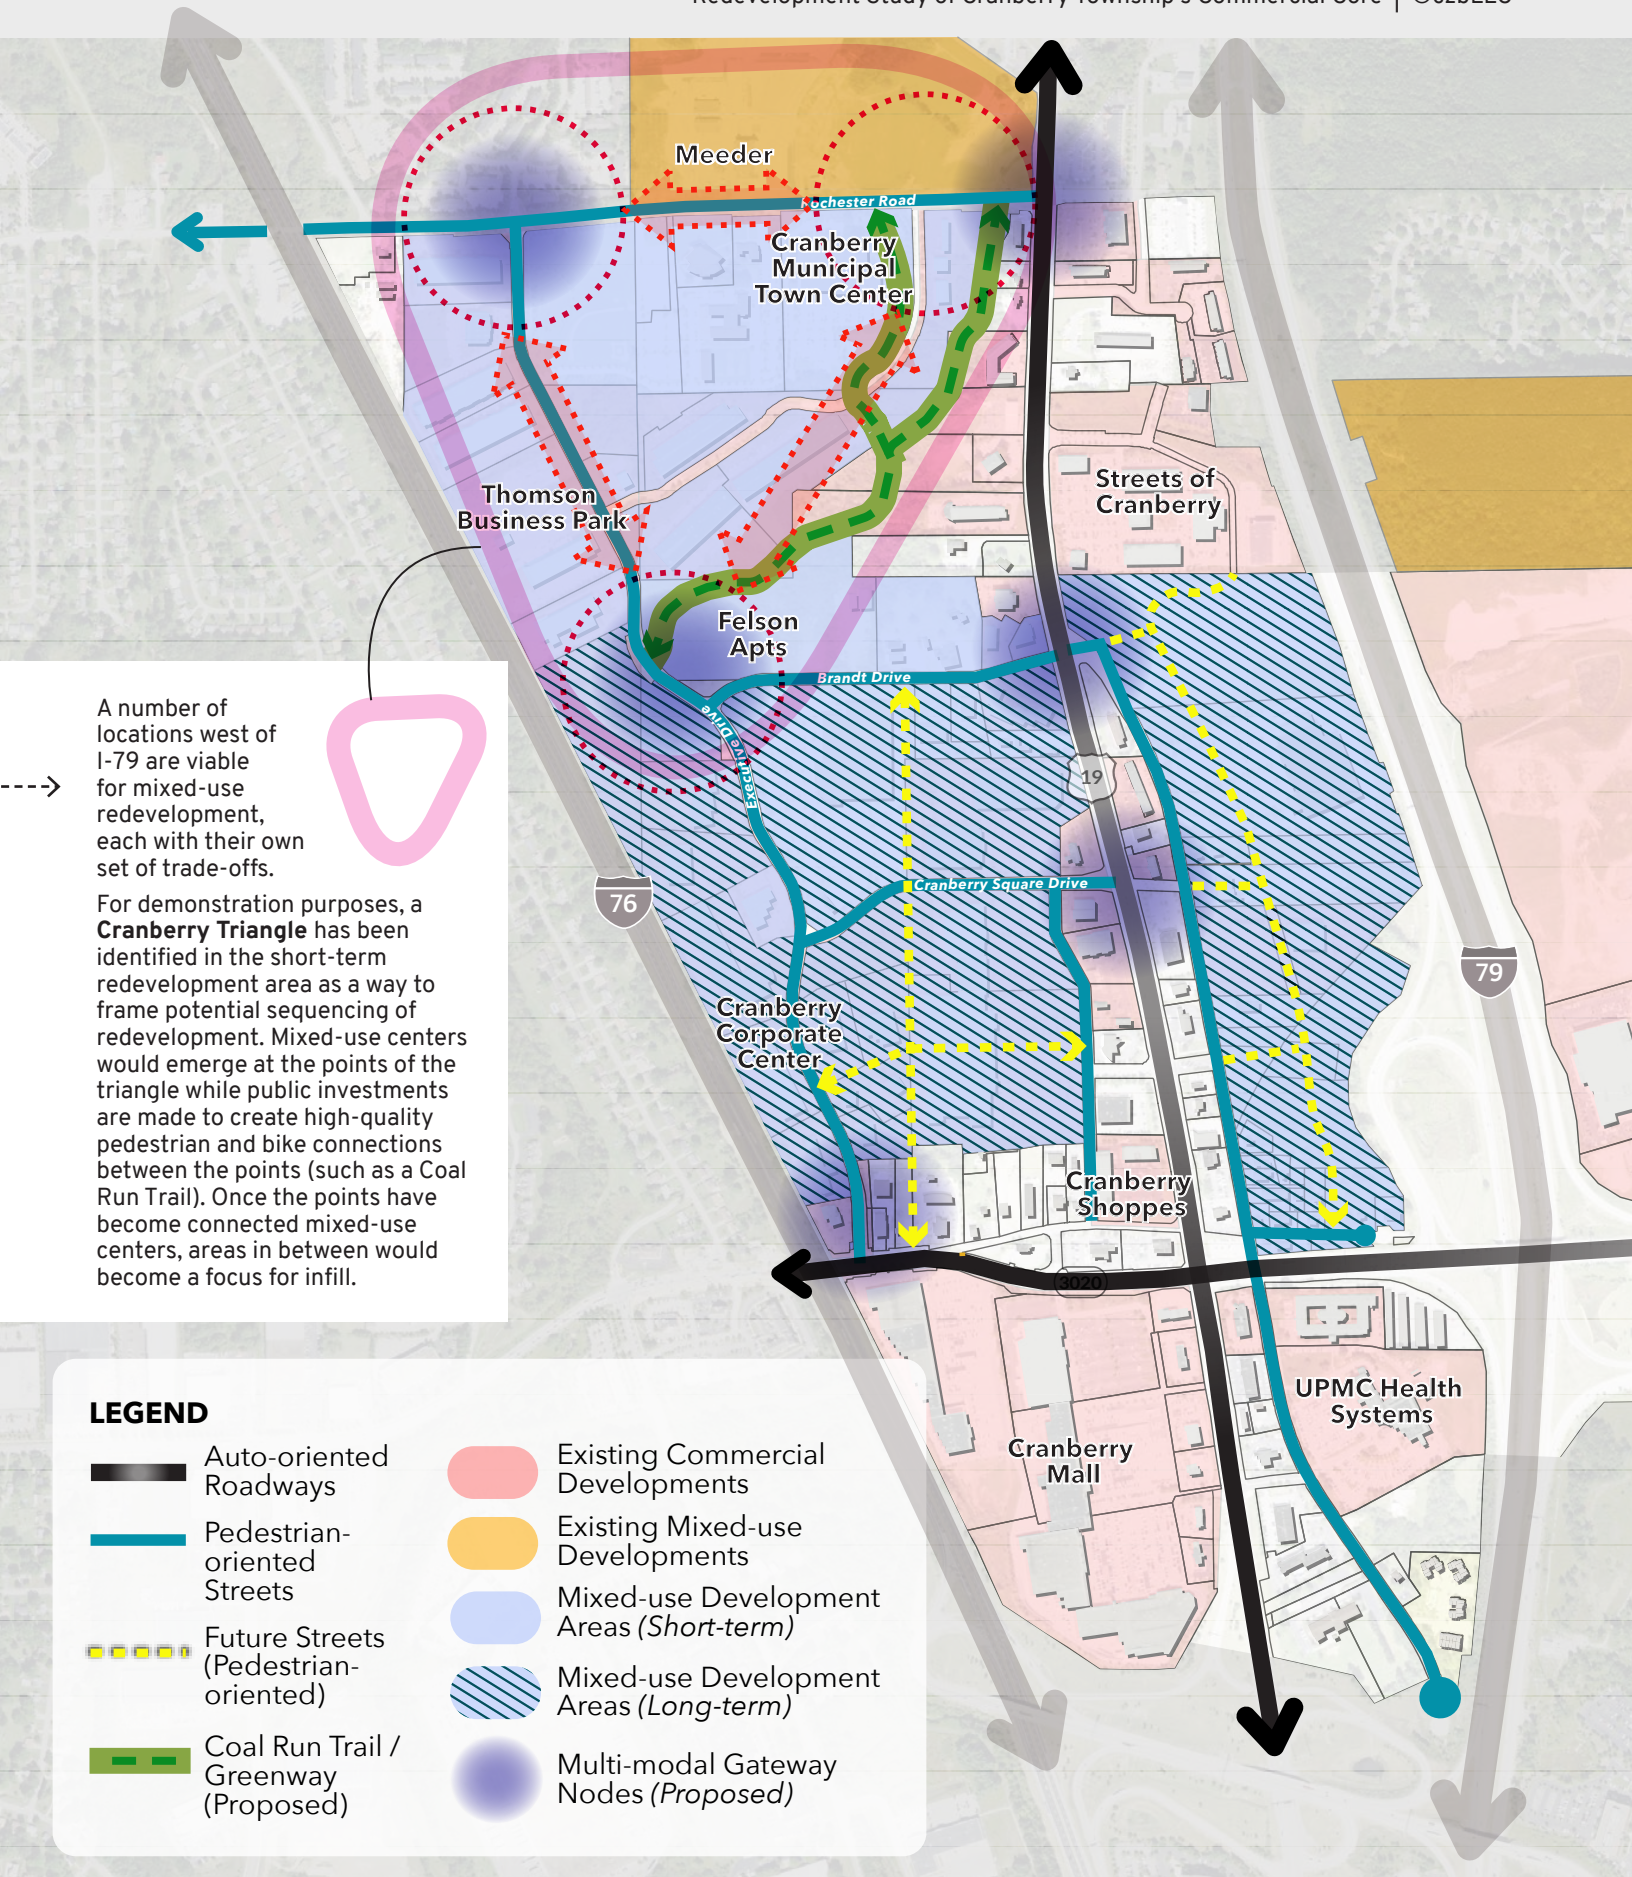 Redevelopment Study of Cranberry Township's Commercial Core | ©czbLLC
Meeder
Rochester Road
Cranberry
Municipal
Town Center
Streets of
Cranberry
Thomson
Business Park
Felson
Apts
Brandt Drive
Executive Drive
19
A number of
locations west of
I-79 are viable
for mixed-use
redevelopment,
each with their own
set of trade-offs.
For demonstration purposes, a
Cranberry Triangle has been
identified in the short-term
redevelopment area as a way to
frame potential sequencing of
redevelopment. Mixed-use centers
would emerge at the points of the
triangle while public investments
are made to create high-quality
pedestrian and bike connections
between the points (such as a Coal
Run Trail). Once the points have
become connected mixed-use
centers, areas in between would
become a focus for infill.
76
Cranberry Square Drive
79
Cranberry
Corporate
Center
Cranberry
Shoppes
3020
UPMC Health
Systems
Cranberry
Mall
LEGEND
Auto-oriented
Roadways
Pedestrian-
oriented
Streets
Future Streets
(Pedestrian-
oriented)
Coal Run Trail /
Greenway
(Proposed)
Existing Commercial
Developments
Existing Mixed-use
Developments
Mixed-use Development
Areas (Short-term)
Mixed-use Development
Areas (Long-term)
Multi-modal Gateway
Nodes (Proposed)